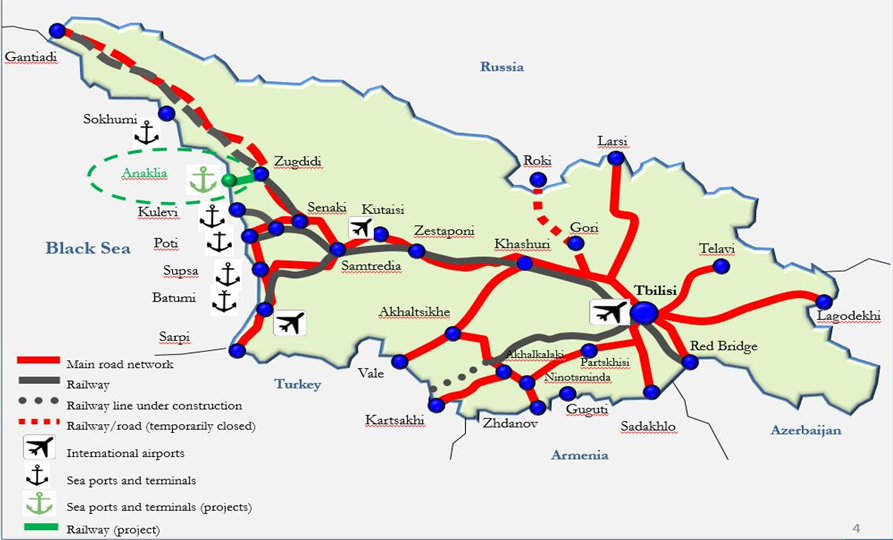 Gantiadi
Russia
Sokhumi
Larsi
Roki
Zugdidi
Anaklia
Kulevi
Senaki
Kutaisi
Gori
Zestaponi
Khashuri
Telavi
Black Sea
Poti
Supsa
Samtredia
Batumi
Tbilisi
Akhaltsikhe
Lagodekhi
Sarpi
Red Bridge
Akhalkalaki
Partskhisi
Vale
Ninotsminda
Turkey
Guguti
Kartsakhi
Zhdanov
Sadakhlo
Azerbaijan
Armenia
Main road network
Railway
Railway line under construction
Railway/road (temporarily closed)
International airports
Sea ports and terminals
Sea ports and terminals (projects)
Railway (project)
4